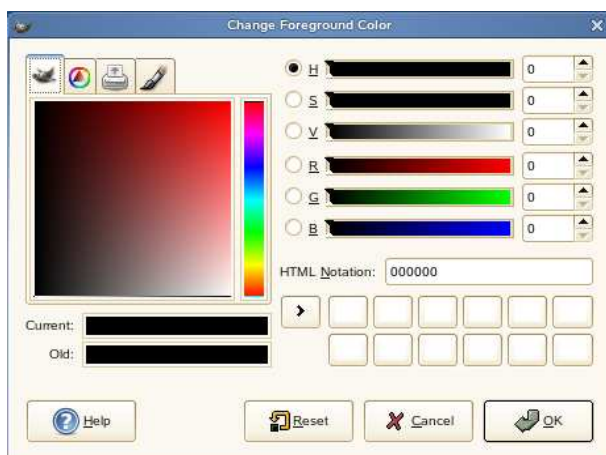 Change Foreground Color
H 0
S 0
V 0
R 0
G 0
B 0
HTML Notation: 000000
Current:
Old:
Help Reset Cancel OK